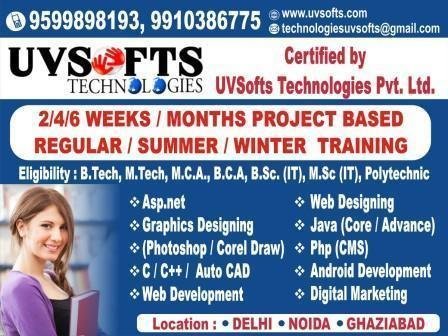 9599898193, 9910386775
www.uvsofts.com
technologiesuvsofts@gmail.com
UVSOFTS
TECHNOLOGIES
Certified by
UVSofts Technologies Pvt. Ltd.
2/4/6 WEEKS / MONTHS PROJECT BASED
REGULAR / SUMMER / WINTER TRAINING
Eligibility : B.Tech, M.Tech, M.C.A., B.C.A, B.Sc. (IT), M.Sc (IT), Polytechnic
❖ Asp.net
❖ Graphics Designing
❖ (Photoshop / Corel Draw)
❖ C / C++ / Auto CAD
❖ Web Development
❖ Web Designing
❖ Java (Core / Advance)
❖ Php (CMS)
❖ Android Development
❖ Digital Marketing
Location : • DELHI • NOIDA • GHAZIABAD